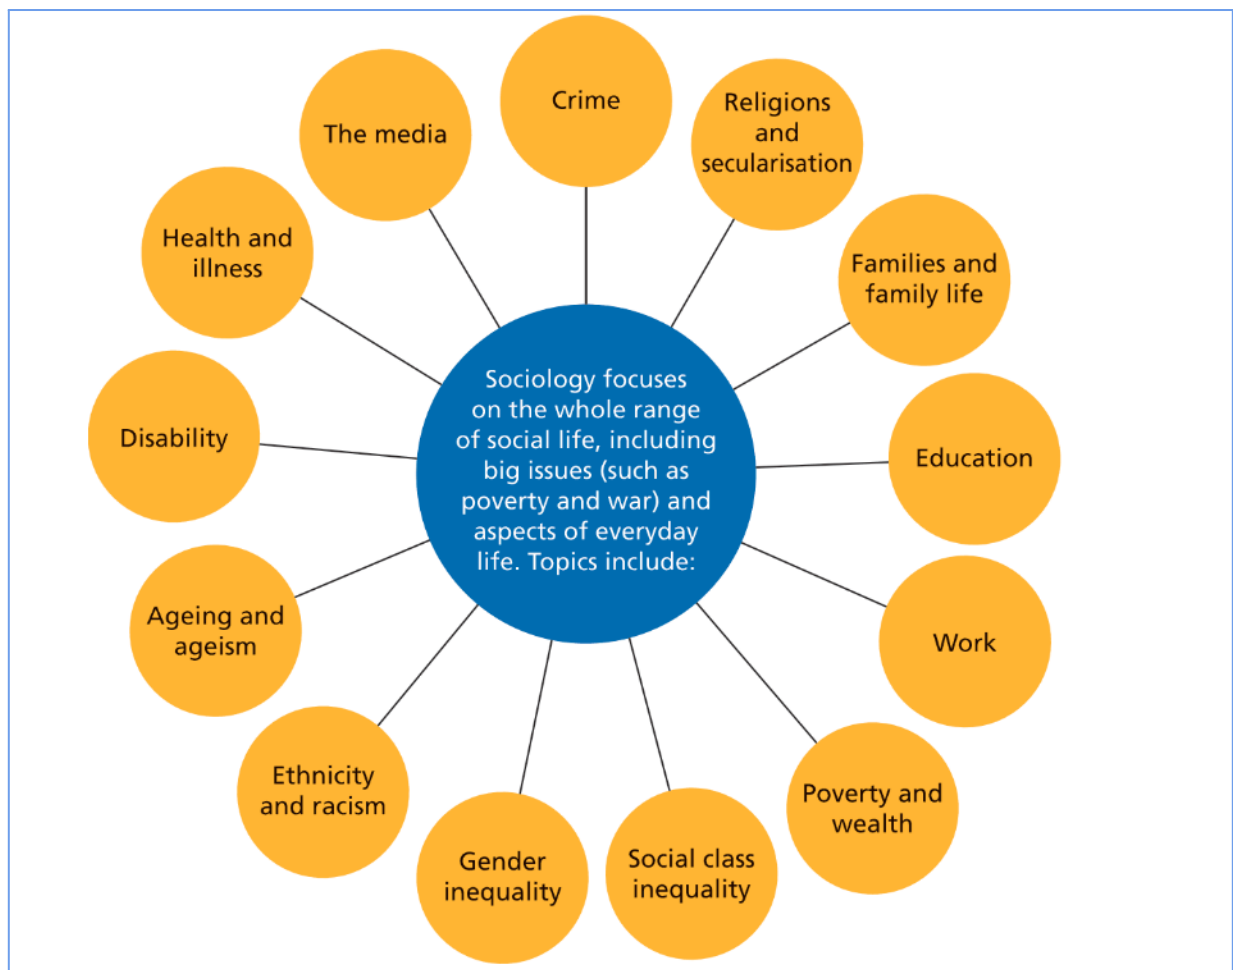 Crime
Religions
and
secularisation
Families and
family life
Education
Work
Poverty and
wealth
Social class
inequality
Gender
inequality
Ethnicity
and racism
Ageing and
ageism
Disability
Health and
illness
The media
Sociology focuses
on the whole range
of social life, including
big issues (such as
poverty and war) and
aspects of everyday
life. Topics include: